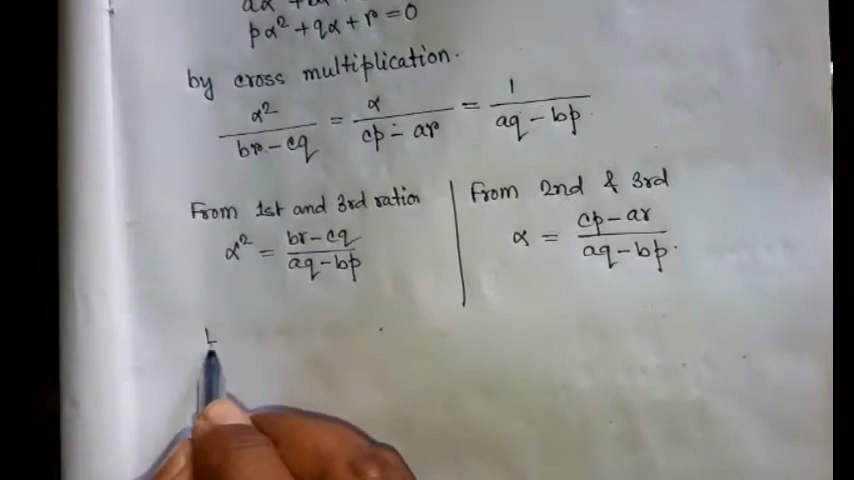 pα² + qα + r = 0
by cross multiplication.
α² / (br - cq) = α / (cp - ar) = 1 / (aq - bp)
From 1st and 3rd ration
α² = (br - cq) / (aq - bp)
From 2nd & 3rd
α = (cp - ar) / (aq - bp).